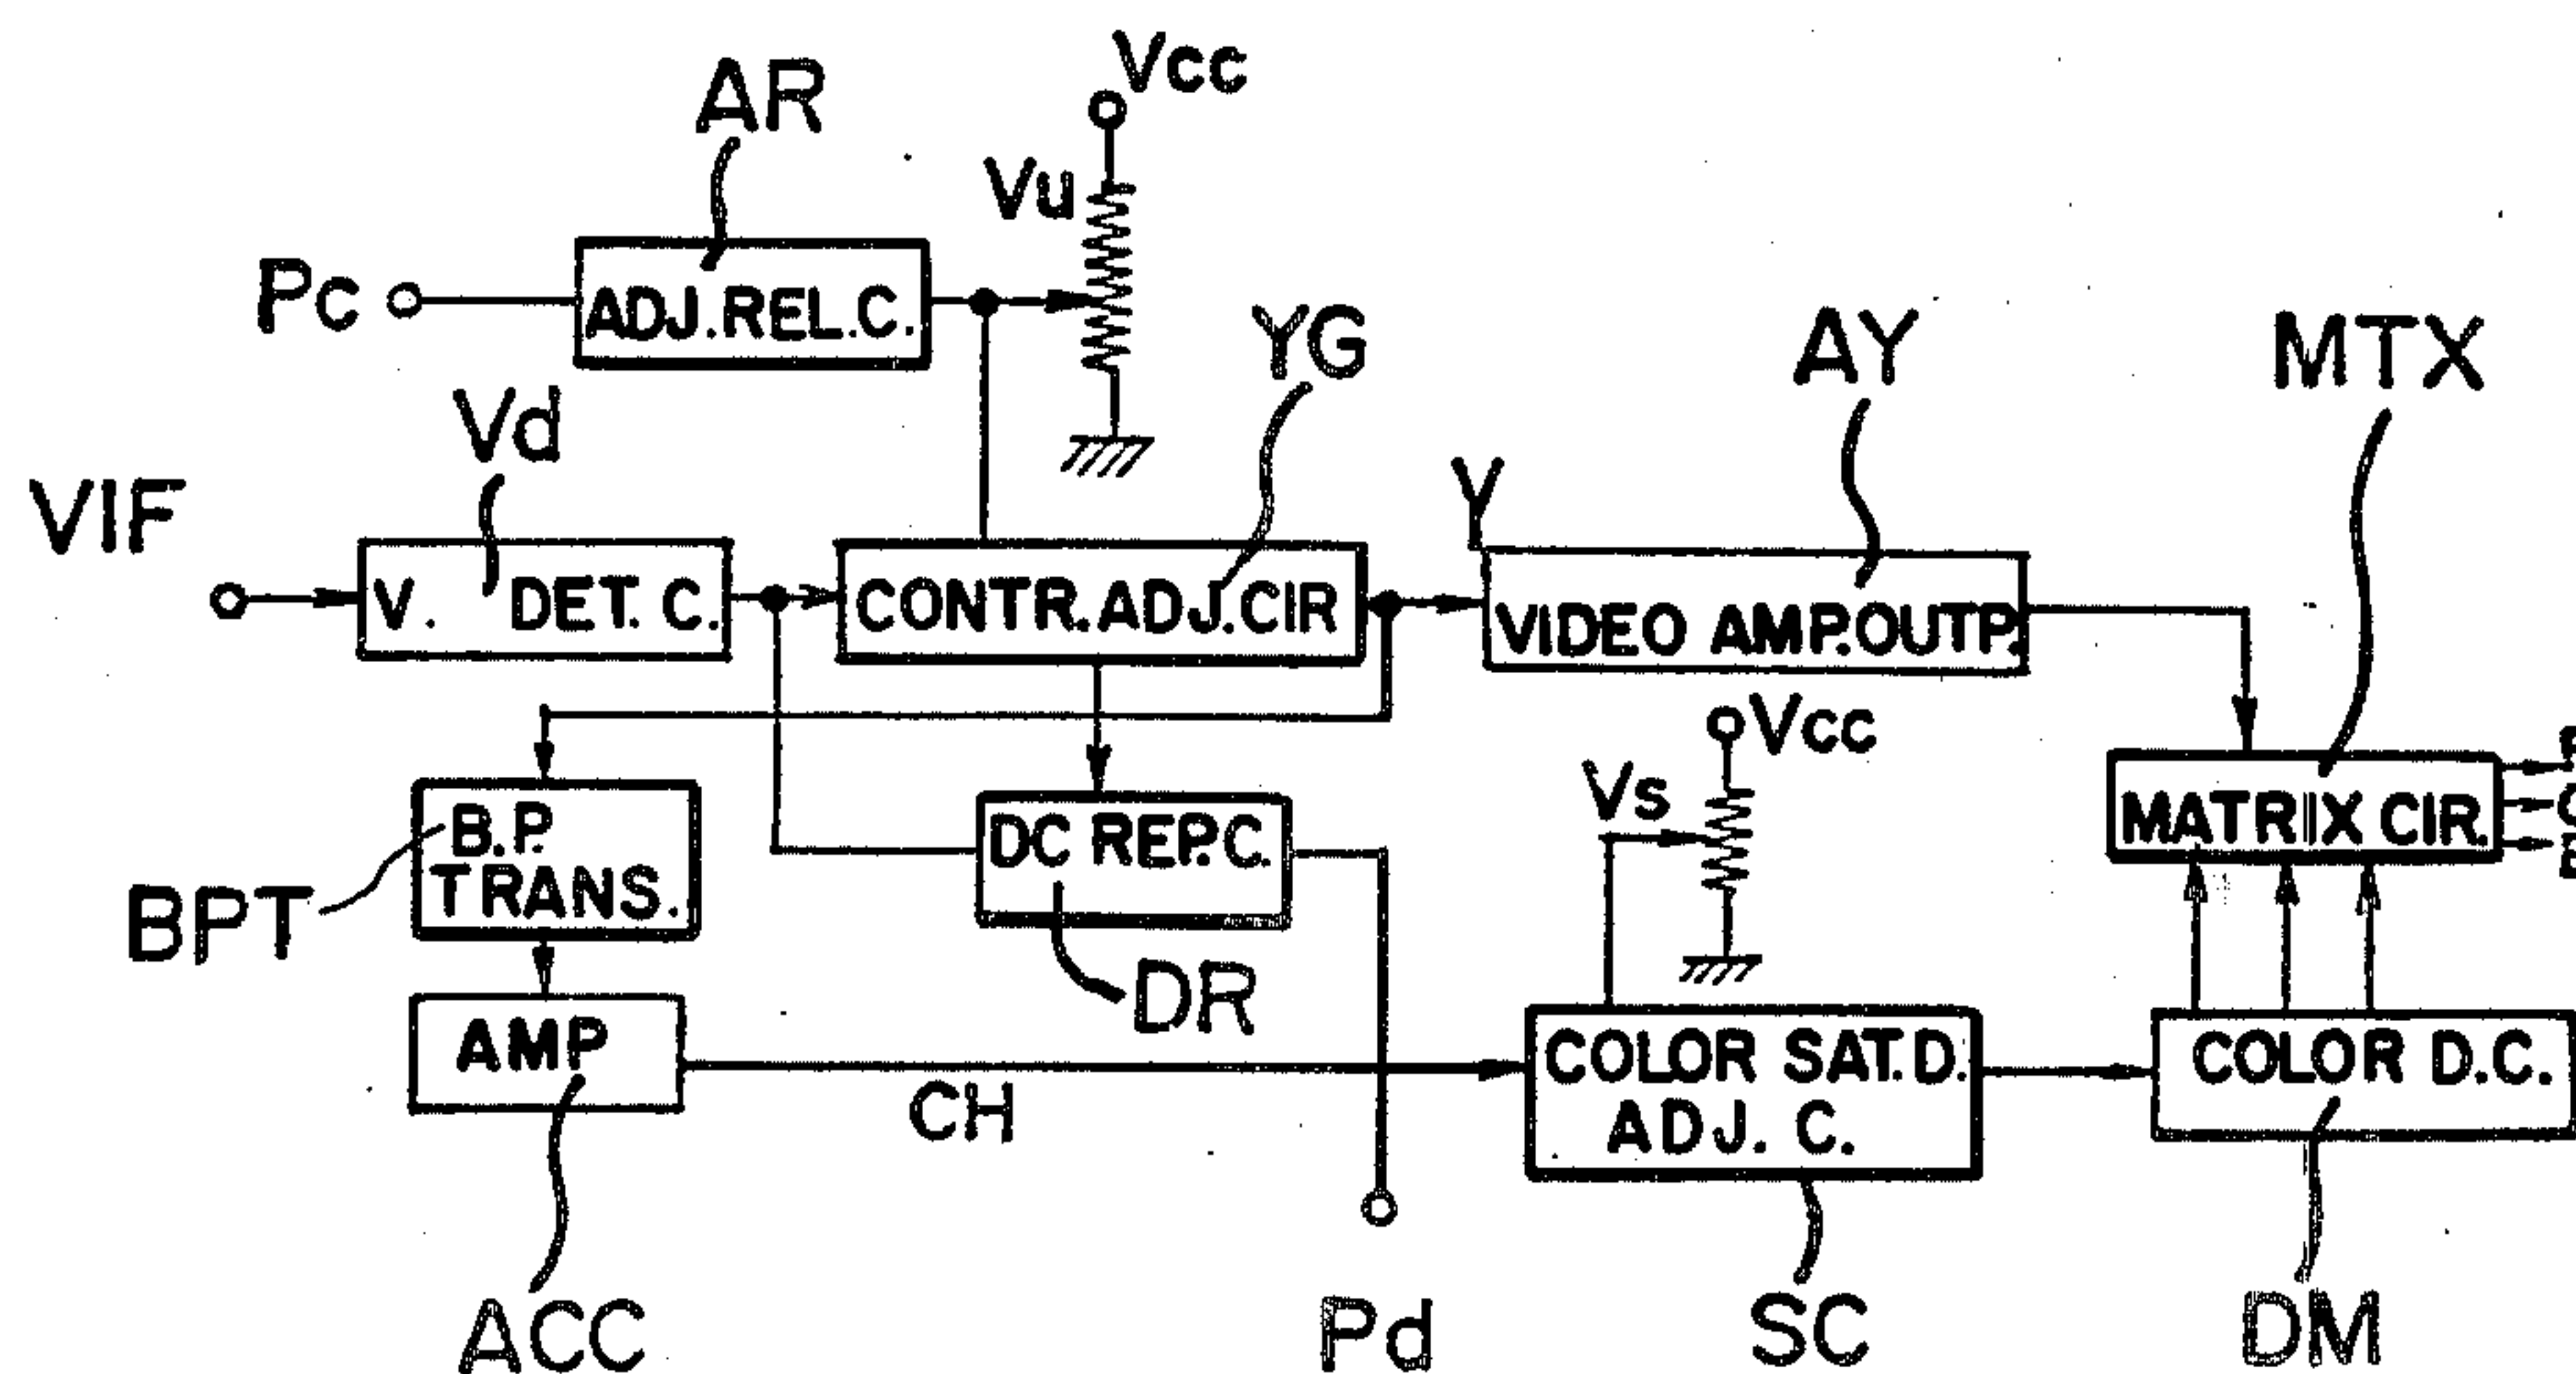 Vcc
AR
Vu
Pc
ADJ.REL.C.
YG
AY
MTX
Vd
VIF
Y
V. DET. C.
CONTR.ADJ.CIR
VIDEO AMP.OUTP.
Vcc
Vs
B.P.
TRANS.
DC REP.C.
MATRIX CIR.
BPT
DR
AMP
CH
COLOR SAT.D.
ADJ. C.
COLOR D.C.
ACC
Pd
SC
DM